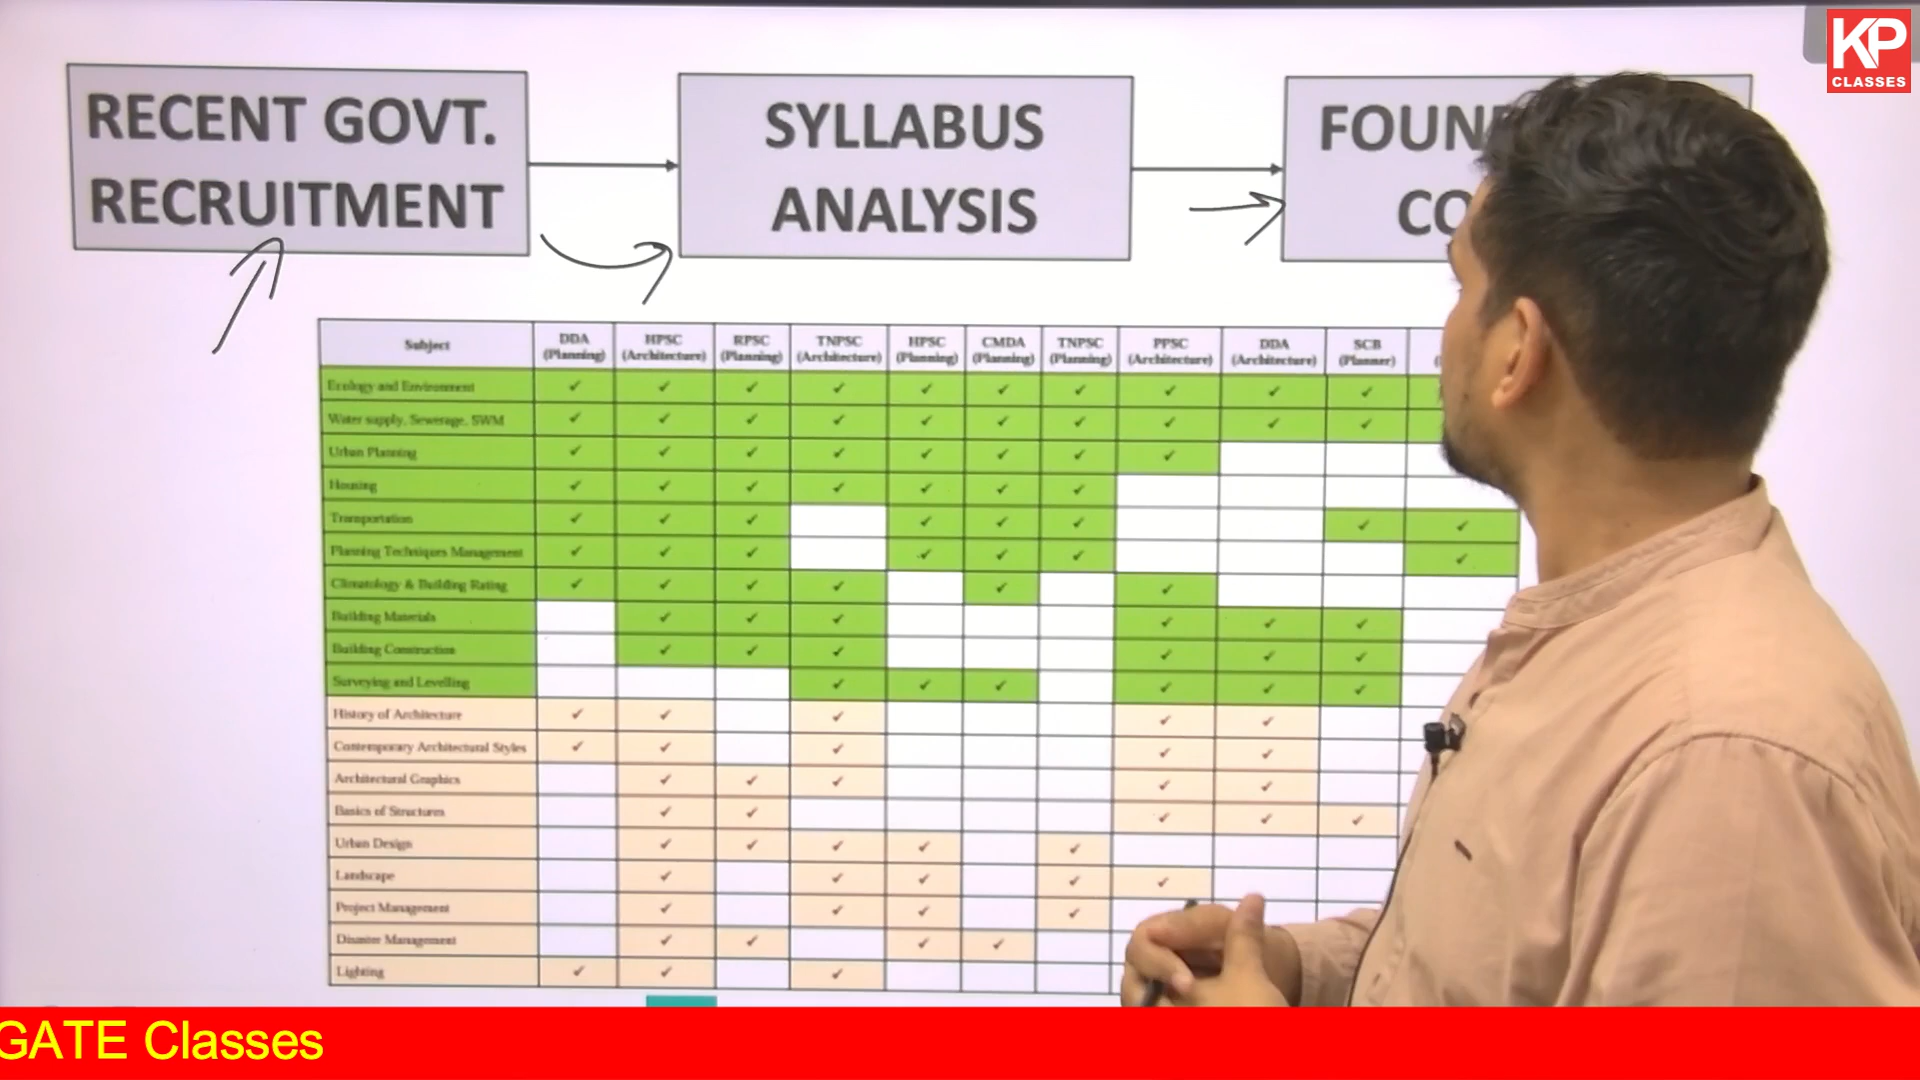 KP
CLASSES
RECENT GOVT.
RECRUITMENT
SYLLABUS
ANALYSIS
FOUN
CO
Subject DDA (Planning) HPSC (Architecture) RPSC (Planning) TNPSC (Architecture) HPSC (Planning) CMDA (Planning) TNPSC (Planning) PPSC (Architecture) DDA (Architecture) SCB (Planner)
Ecology and Environment ✓ ✓ ✓ ✓ ✓ ✓ ✓ ✓ ✓ ✓
Water supply, Sewerage, SWM ✓ ✓ ✓ ✓ ✓ ✓ ✓ ✓ ✓ ✓
Urban Planning ✓ ✓ ✓ ✓ ✓ ✓ ✓ ✓
Housing ✓ ✓ ✓ ✓ ✓ ✓ ✓
Transportation ✓ ✓ ✓ ✓ ✓ ✓ ✓ ✓
Planning Techniques Management ✓ ✓ ✓ ✓ ✓ ✓ ✓
Climatology & Building Rating ✓ ✓ ✓ ✓ ✓ ✓
Building Materials ✓ ✓ ✓ ✓ ✓ ✓
Building Construction ✓ ✓ ✓ ✓ ✓ ✓
Surveying and Levelling ✓ ✓ ✓ ✓ ✓ ✓
History of Architecture ✓ ✓ ✓ ✓ ✓
Contemporary Architectural Styles ✓ ✓ ✓ ✓ ✓
Architectural Graphics ✓ ✓ ✓ ✓ ✓
Basics of Structures ✓ ✓ ✓ ✓ ✓
Urban Design ✓ ✓ ✓ ✓ ✓
Landscape ✓ ✓ ✓ ✓ ✓
Project Management ✓ ✓ ✓ ✓
Disaster Management ✓ ✓ ✓ ✓
Lighting ✓ ✓ ✓
GATE Classes